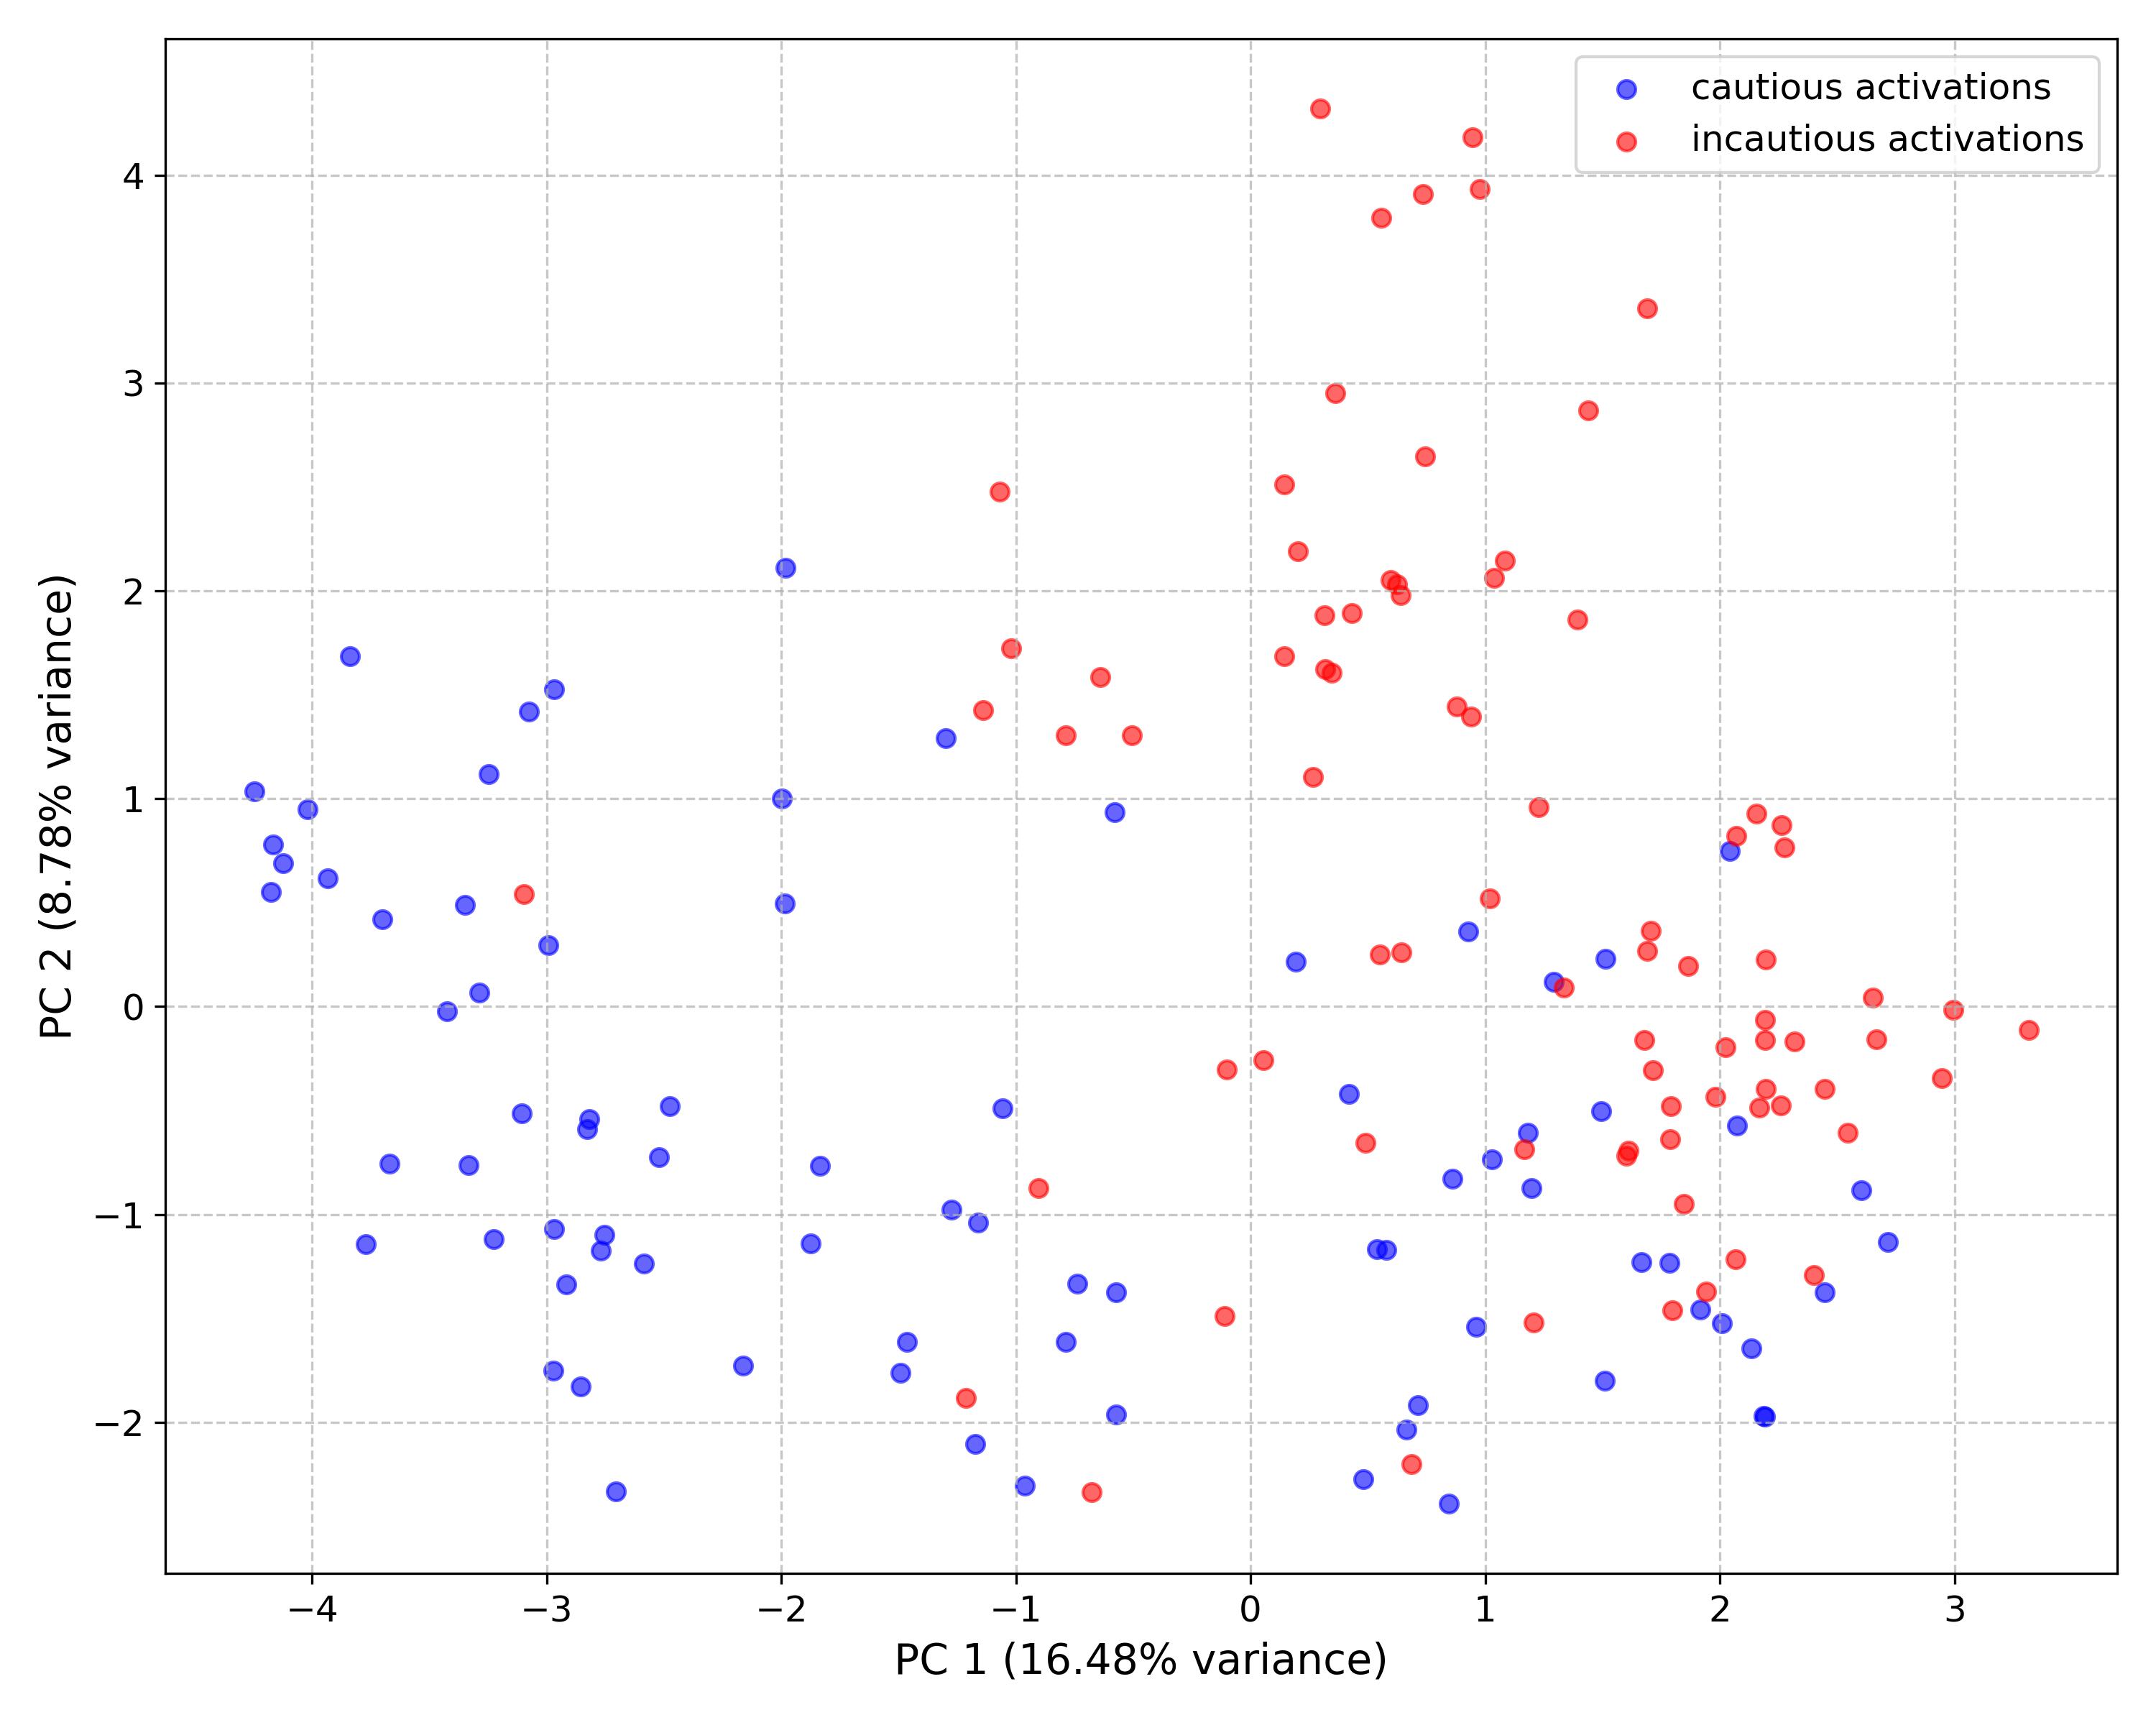 cautious activations
incautious activations
4
3
2
1
0
−1
−2
PC 2 (8.78% variance)
−4 −3 −2 −1 0 1 2 3
PC 1 (16.48% variance)